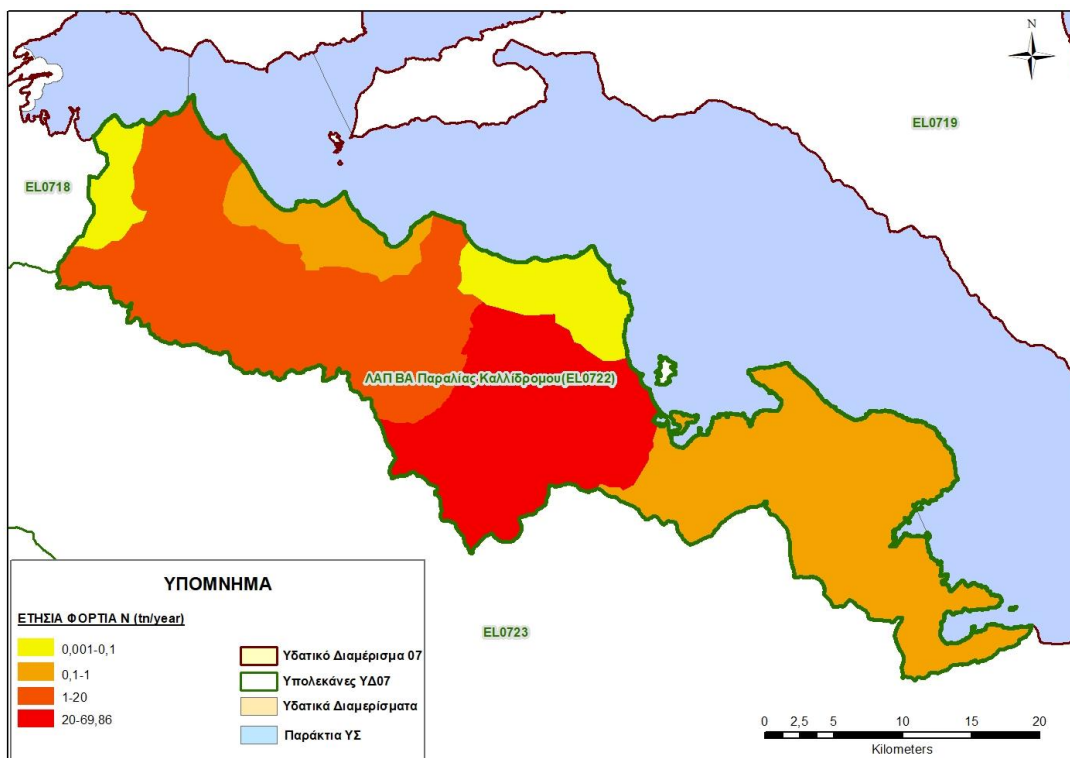 N
EL0719
EL0718
ΛΑΠ ΒΑ Παραλίας Καλλίδρομου(EL0722)
EL0723
ΥΠΟΜΝΗΜΑ
ΕΤΗΣΙΑ ΦΟΡΤΙΑ Ν (tn/year)
0,001-0,1
0,1-1
1-20
20-69,86
Υδατικό Διαμέρισμα 07
Υπολεκάνες ΥΔ07
Υδατικά Διαμερίσματα
Παράκτια ΥΣ
0 2,5 5 10 15 20
Kilometers